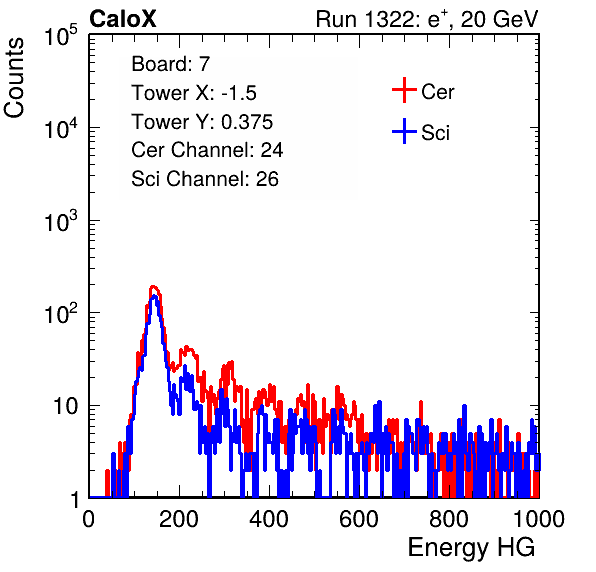 CaloX Run 1322: e+, 20 GeV
Counts
10^5
10^4
10^3
10^2
10
1
Board: 7
Tower X: -1.5
Tower Y: 0.375
Cer Channel: 24
Sci Channel: 26
Cer
Sci
0 200 400 600 800 1000
Energy HG